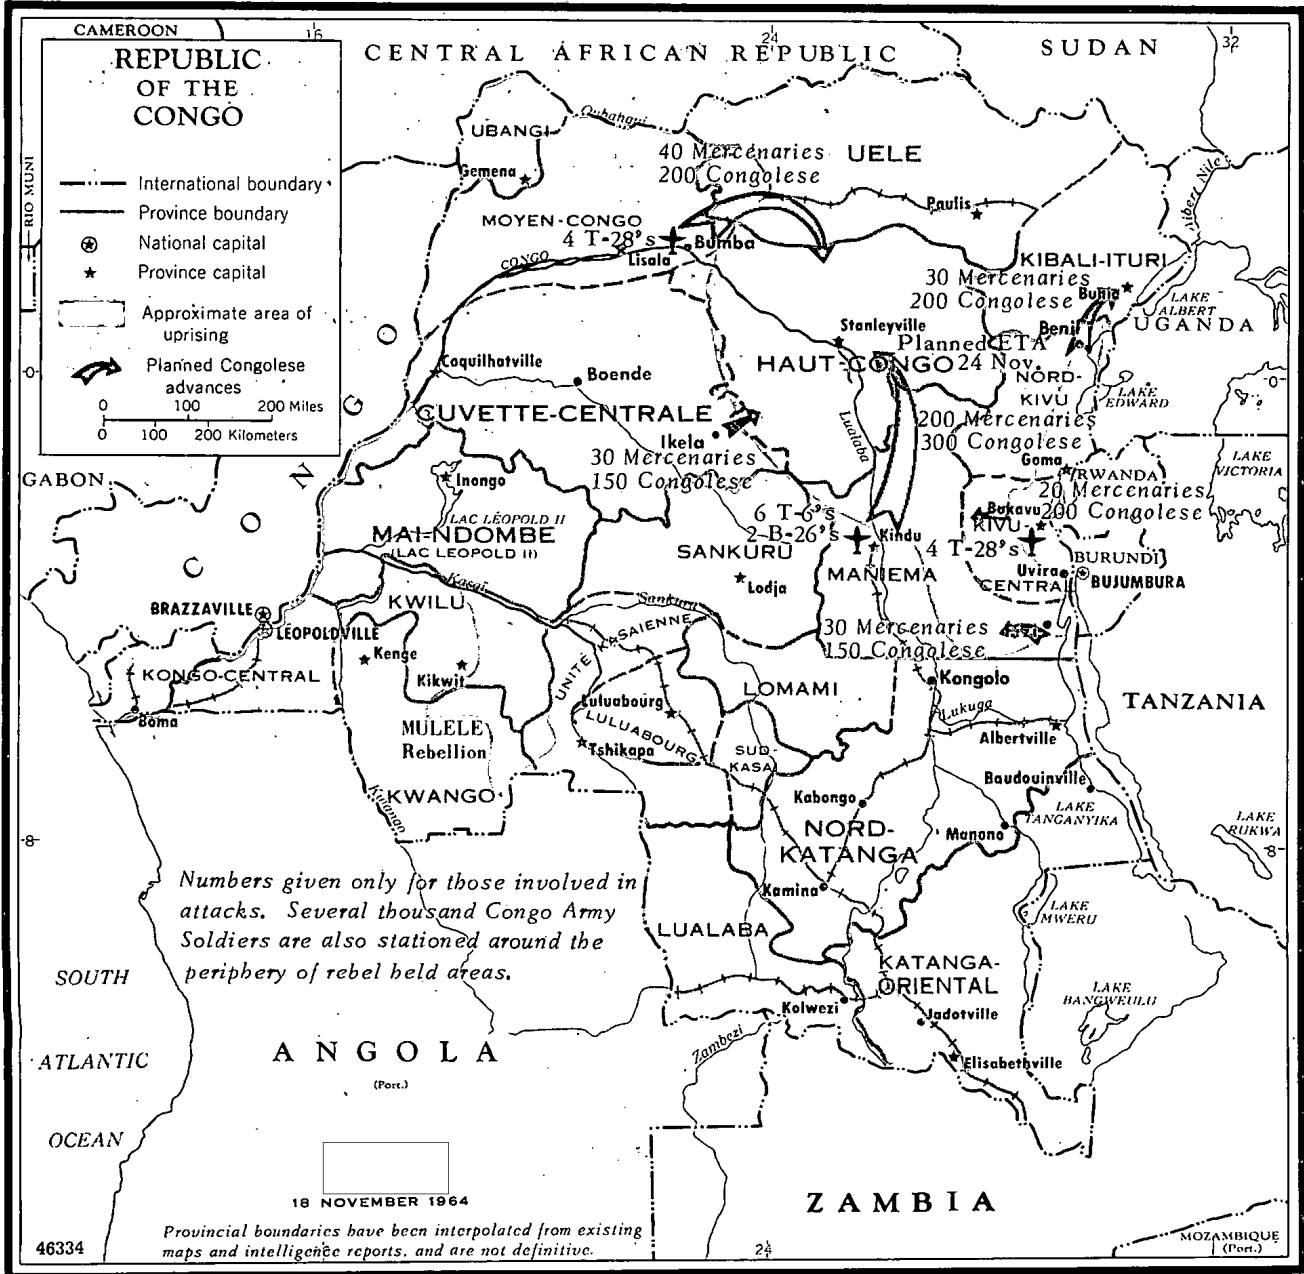 CAMEROON
16
24
32
CENTRAL AFRICAN REPUBLIC
SUDAN
REPUBLIC
OF THE
CONGO
International boundary
Province boundary
National capital
Province capital
Approximate area of
uprising
Planned Congolese
advances
0 100 200 Miles
0 100 200 Kilometers
RIO MUNI
GABON
CONGO
UBANGI
Gemena
Oubangui
40 Mercenaries
200 Congolese
UELE
Paulis
Albert Nile
MOYEN-CONGO
4 T-28's
Bumba
Lisala
CONGO
KIBALI-ITURI
30 Mercenaries
200 Congolese
Bunia
LAKE
ALBERT
UGANDA
Beni
Stanleyville
Planned ETA
24 Nov.
HAUT-CONGO
NORD-
KIVU
LAKE
EDWARD
0
0
Coquilhatville
Boende
CUVETTE-CENTRALE
Ikela
30 Mercenaries
150 Congolese
Lualaba
200 Mercenaries
300 Congolese
Goma
RWANDA
LAKE
VICTORIA
20 Mercenaries
200 Congolese
Bukavu
KIVU-
CENTRAL
4 T-28's
Uvira
BURUNDI
BUJUMBURA
Inongo
LAC LÉOPOLD II
MAI-NDOMBE
(LAC LEOPOLD II)
6 T-6's
2 B-26's
Kindu
SANKURU
Lodja
MANIEMA
Kasai
Sankuru
BRAZZAVILLE
LEOPOLDVILLE
KWILU
Kenge
Kikwit
KONGO-CENTRAL
Boma
UNITÉ KASAIENNE
30 Mercenaries
150 Congolese
Kongolo
LOMAMI
Luluabourg
LULUABOURG
Tshikapa
SUD-
KASAI
Lukuga
Albertville
TANZANIA
MULELE
Rebellion
KWANGO
Kwango
Baudouinville
Kabongo
LAKE
TANGANYIKA
NORD-
KATANGA
Manono
LAKE
RUKWA
8
8
Kamina
Numbers given only for those involved in
attacks. Several thousand Congo Army
Soldiers are also stationed around the
periphery of rebel held areas.
LUALABA
LAKE
MWERU
KATANGA-
ORIENTAL
LAKE
BANGWEULU
Kolwezi
Jadotville
Elisabethville
Zambezi
SOUTH
ATLANTIC
OCEAN
ANGOLA
(Port.)
ZAMBIA
18 NOVEMBER 1964
Provincial boundaries have been interpolated from existing
maps and intelligence reports, and are not definitive.
46334
24
MOZAMBIQUE
(Port.)